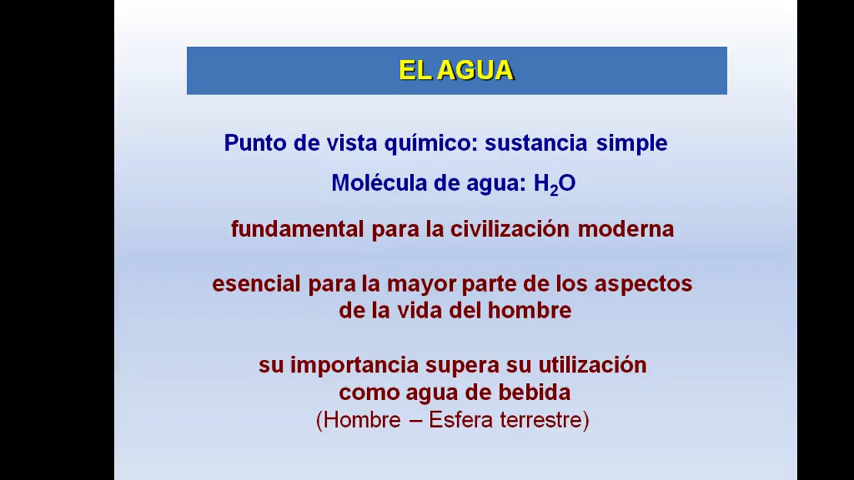 EL AGUA
Punto de vista químico: sustancia simple
Molécula de agua: H₂O
fundamental para la civilización moderna
esencial para la mayor parte de los aspectos
de la vida del hombre
su importancia supera su utilización
como agua de bebida
(Hombre – Esfera terrestre)